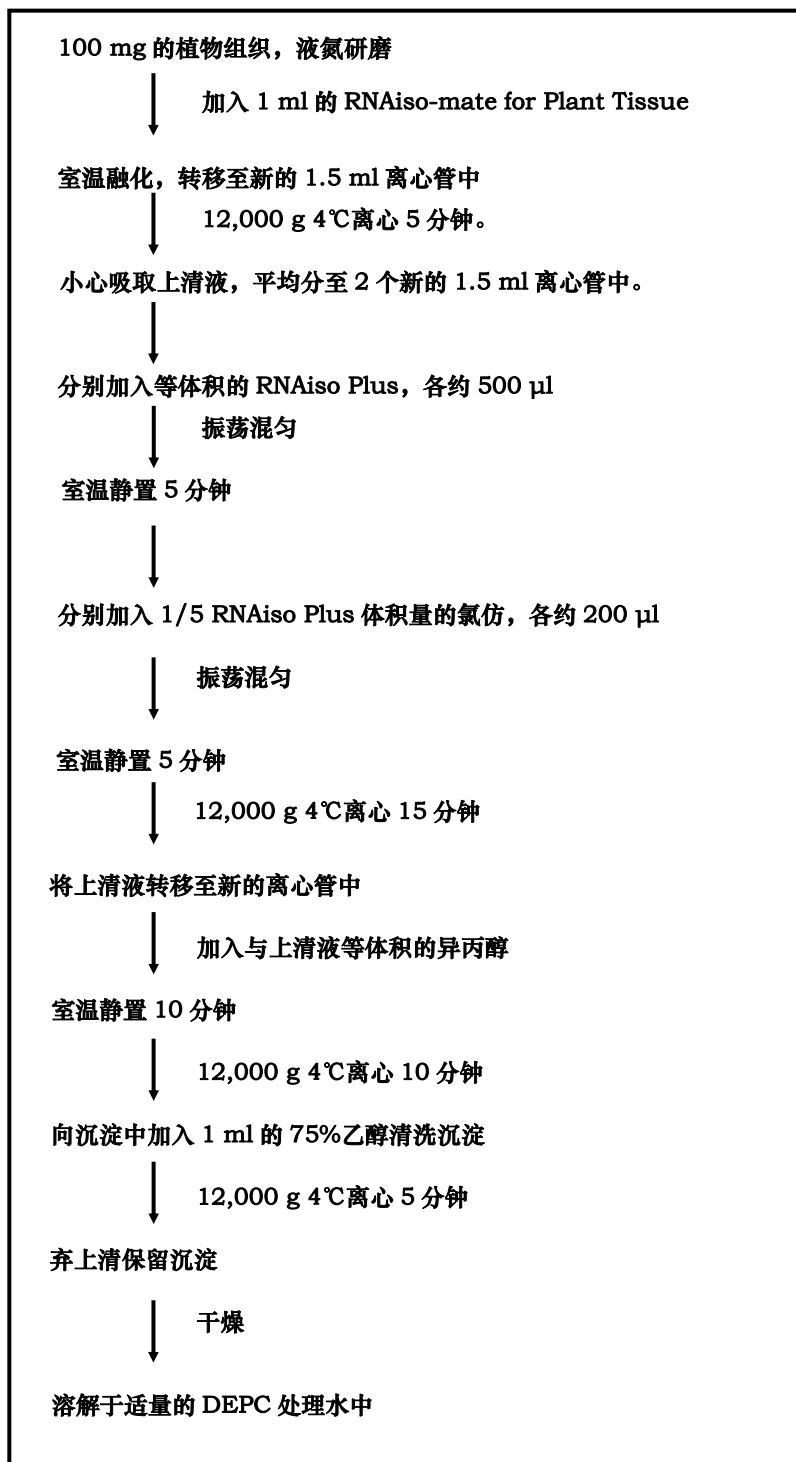 100 mg 的植物组织，液氮研磨
加入 1 ml 的 RNAiso-mate for Plant Tissue
室温融化，转移至新的 1.5 ml 离心管中
12,000 g 4℃离心 5 分钟。
小心吸取上清液，平均分至 2 个新的 1.5 ml 离心管中。
分别加入等体积的 RNAiso Plus，各约 500 μl
振荡混匀
室温静置 5 分钟
分别加入 1/5 RNAiso Plus 体积量的氯仿，各约 200 μl
振荡混匀
室温静置 5 分钟
12,000 g 4℃离心 15 分钟
将上清液转移至新的离心管中
加入与上清液等体积的异丙醇
室温静置 10 分钟
12,000 g 4℃离心 10 分钟
向沉淀中加入 1 ml 的 75%乙醇清洗沉淀
12,000 g 4℃离心 5 分钟
弃上清保留沉淀
干燥
溶解于适量的 DEPC 处理水中